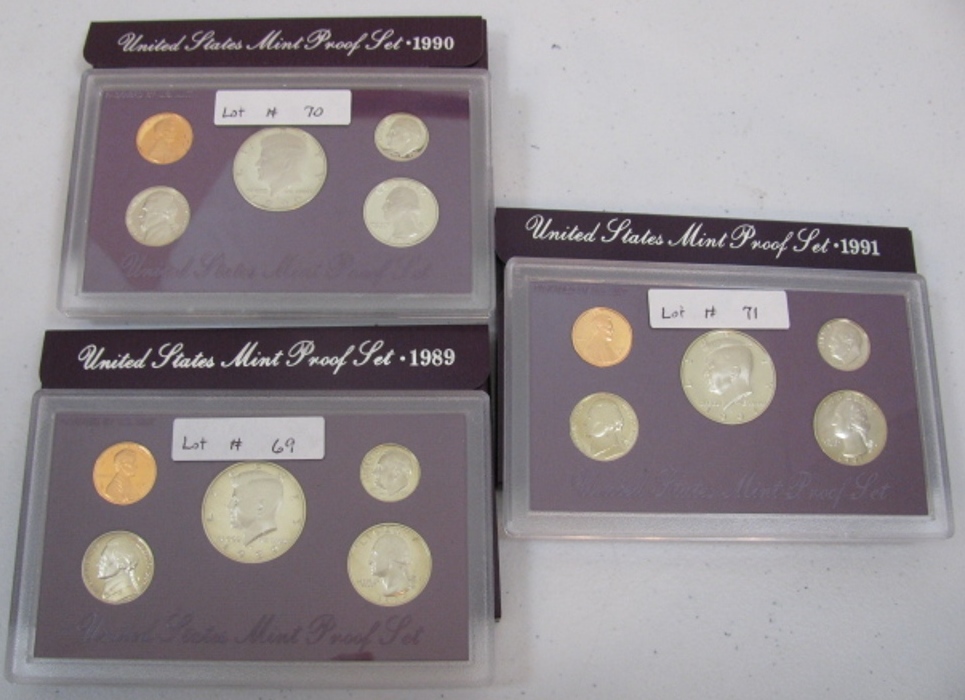 United States Mint Proof Set · 1990
Lot # 70
United States Mint Proof Set
United States Mint Proof Set · 1991
Lot # 71
United States Mint Proof Set
United States Mint Proof Set · 1989
Lot # 69
United States Mint Proof Set